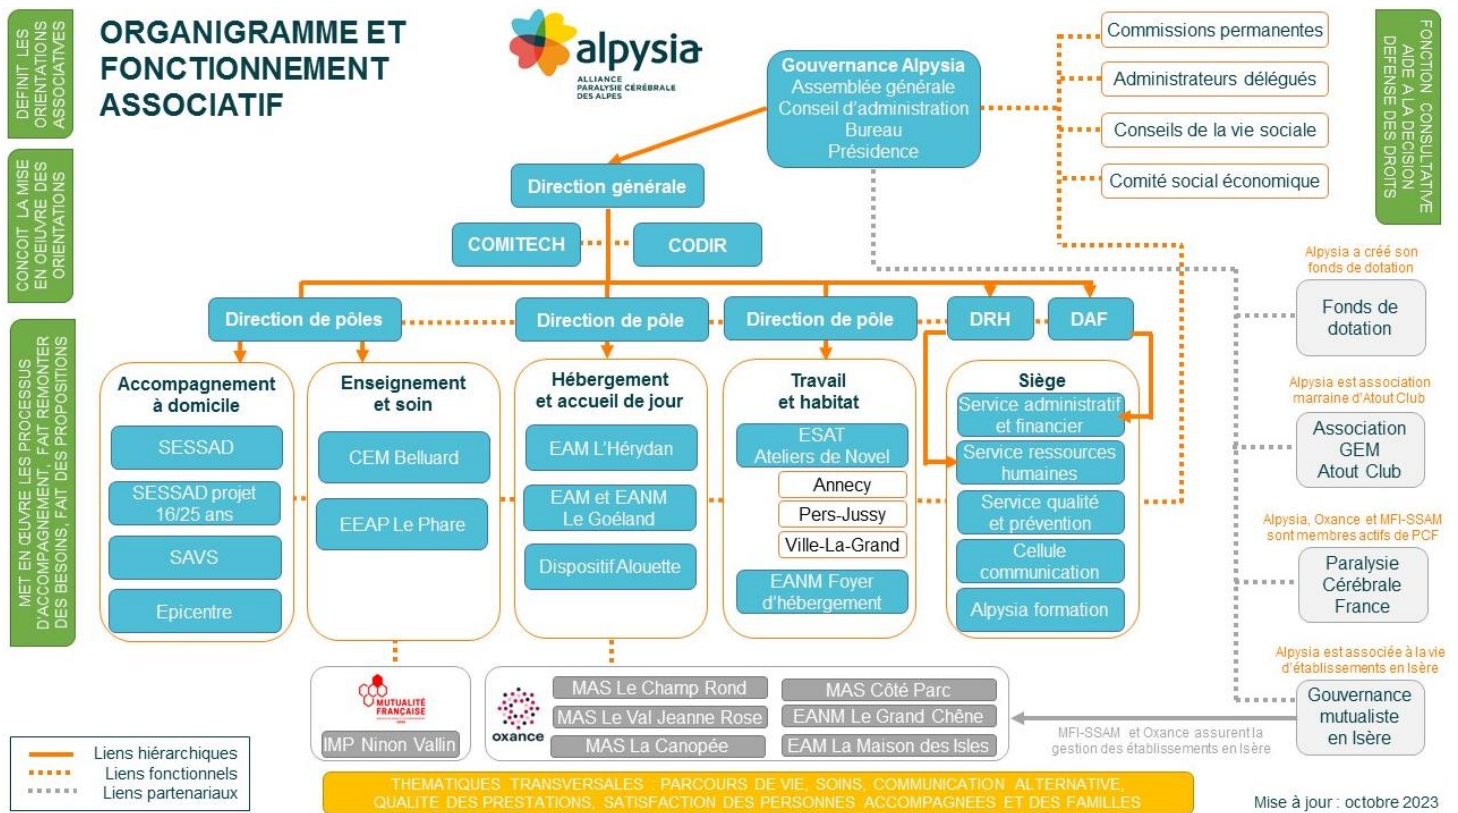 DEFINIT LES
ORIENTATIONS
ASSOCIATIVES
CONCOIT LA MISE
EN OEIUVRE DES
ORIENTATIONS
MET EN ŒUVRE LES PROCESSUS
D'ACCOMPAGNEMENT, FAIT REMONTER
DES BESOINS, FAIT DES PROPOSITIONS
ORGANIGRAMME ET
FONCTIONNEMENT
ASSOCIATIF
alpysia
ALLIANCE
PARALYSIE CÉRÉBRALE
DES ALPES
Gouvernance Alpysia
Assemblée générale
Conseil d'administration
Bureau
Présidence
Commissions permanentes
Administrateurs délégués
Conseils de la vie sociale
Comité social économique
FONCTION CONSULTATIVE
AIDE A LA DECISION
DEFENSE DES DROITS
Direction générale
COMITECH
CODIR
Direction de pôles
Direction de pôle
Direction de pôle
DRH
DAF
Accompagnement
à domicile
SESSAD
SESSAD projet
16/25 ans
SAVS
Epicentre
Enseignement
et soin
CEM Belluard
EEAP Le Phare
Hébergement
et accueil de jour
EAM L'Hérydan
EAM et EANM
Le Goéland
Dispositif Alouette
Travail
et habitat
ESAT
Ateliers de Novel
Annecy
Pers-Jussy
Ville-La-Grand
EANM Foyer
d'hébergement
Siège
Service administratif
et financier
Service ressources
humaines
Service qualité
et prévention
Cellule
communication
Alpysia formation
Alpysia a créé son
fonds de dotation
Fonds de
dotation
Alpysia est association
marraine d'Atout Club
Association
GEM
Atout Club
Alpysia, Oxance et MFI-SSAM
sont membres actifs de PCF
Paralysie
Cérébrale
France
Alpysia est associée à la vie
d'établissements en Isère
Gouvernance
mutualiste
en Isère
MUTUALITÉ
FRANÇAISE
IMP Ninon Vallin
oxance
MAS Le Champ Rond
MAS Le Val Jeanne Rose
MAS La Canopée
MAS Côté Parc
EANM Le Grand Chêne
EAM La Maison des Isles
MFI-SSAM et Oxance assurent la
gestion des établissements en Isère
Liens hiérarchiques
Liens fonctionnels
Liens partenariaux
THEMATIQUES TRANSVERSALES : PARCOURS DE VIE, SOINS, COMMUNICATION ALTERNATIVE,
QUALITE DES PRESTATIONS, SATISFACTION DES PERSONNES ACCOMPAGNEES ET DES FAMILLES
Mise à jour : octobre 2023